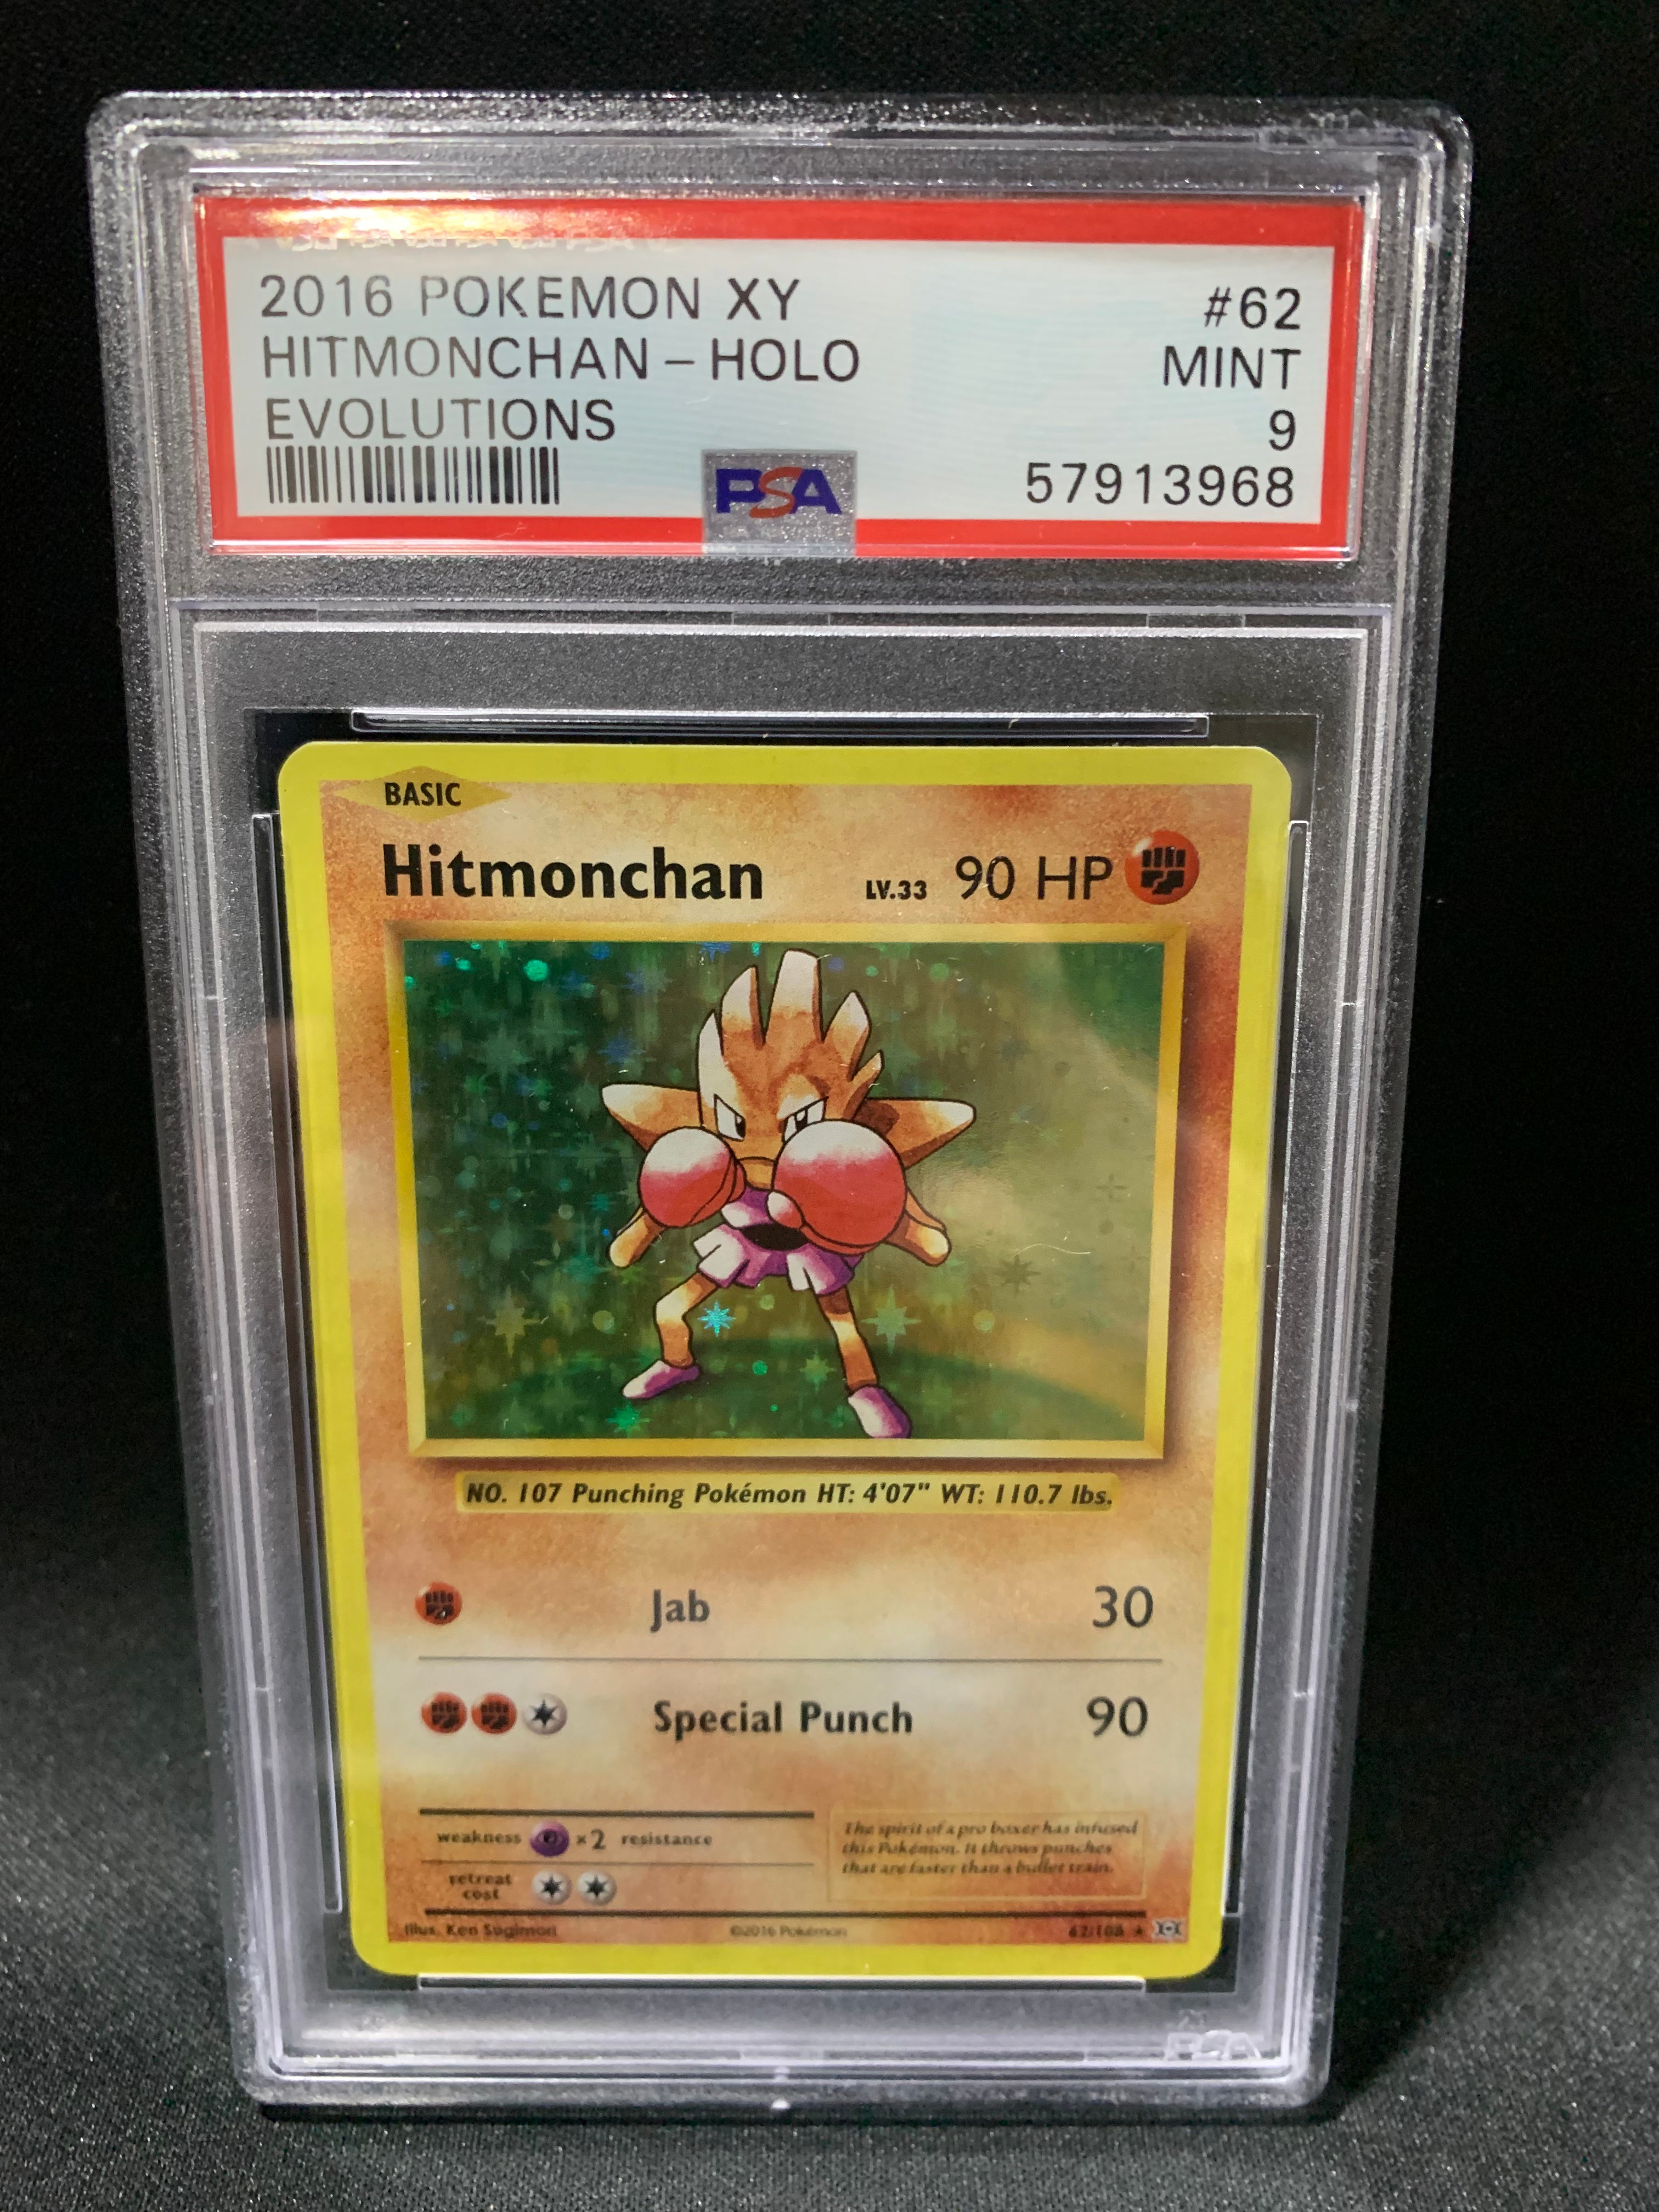 2016 POKEMON XY #62
HITMONCHAN - HOLO MINT
EVOLUTIONS 9
PSA 57913968
BASIC
Hitmonchan LV.33 90 HP
NO. 107 Punching Pokémon HT: 4'07" WT: 110.7 lbs.
Jab 30
Special Punch 90
weakness ×2 resistance
retreat
cost
The spirit of a pro boxer has infused
this Pokémon. It throws punches
that are faster than a bullet train.
Illus. Ken Sugimori ©2016 Pokémon 62/108
PSA